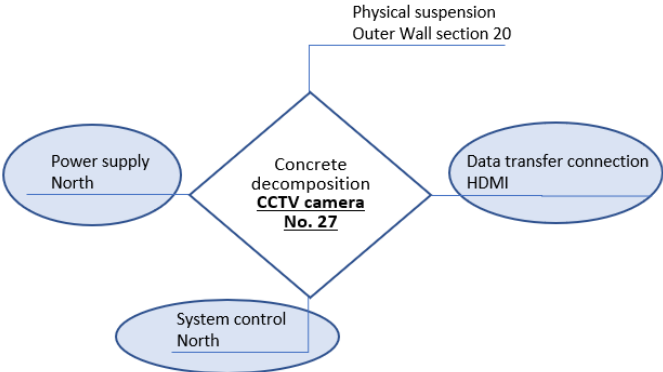 Physical suspension
Outer Wall section 20
Power supply
North
Concrete
decomposition
CCTV camera
No. 27
Data transfer connection
HDMI
System control
North